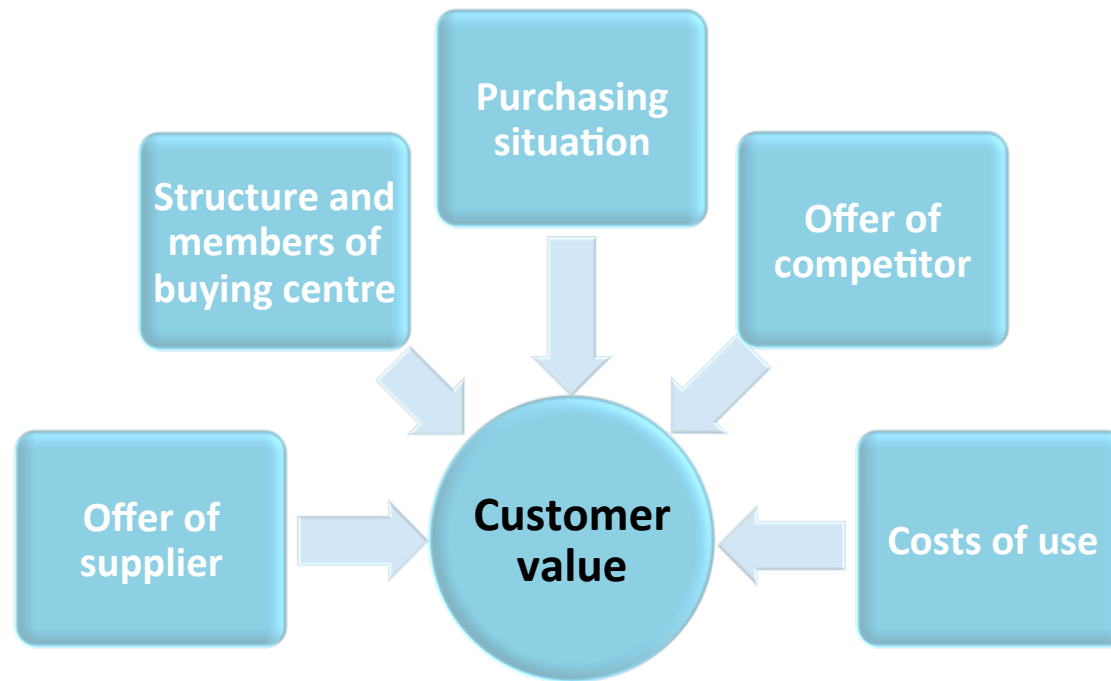 Purchasing
situation
Structure and
members of
buying centre
Offer of
competitor
Offer of
supplier
Customer
value
Costs of use